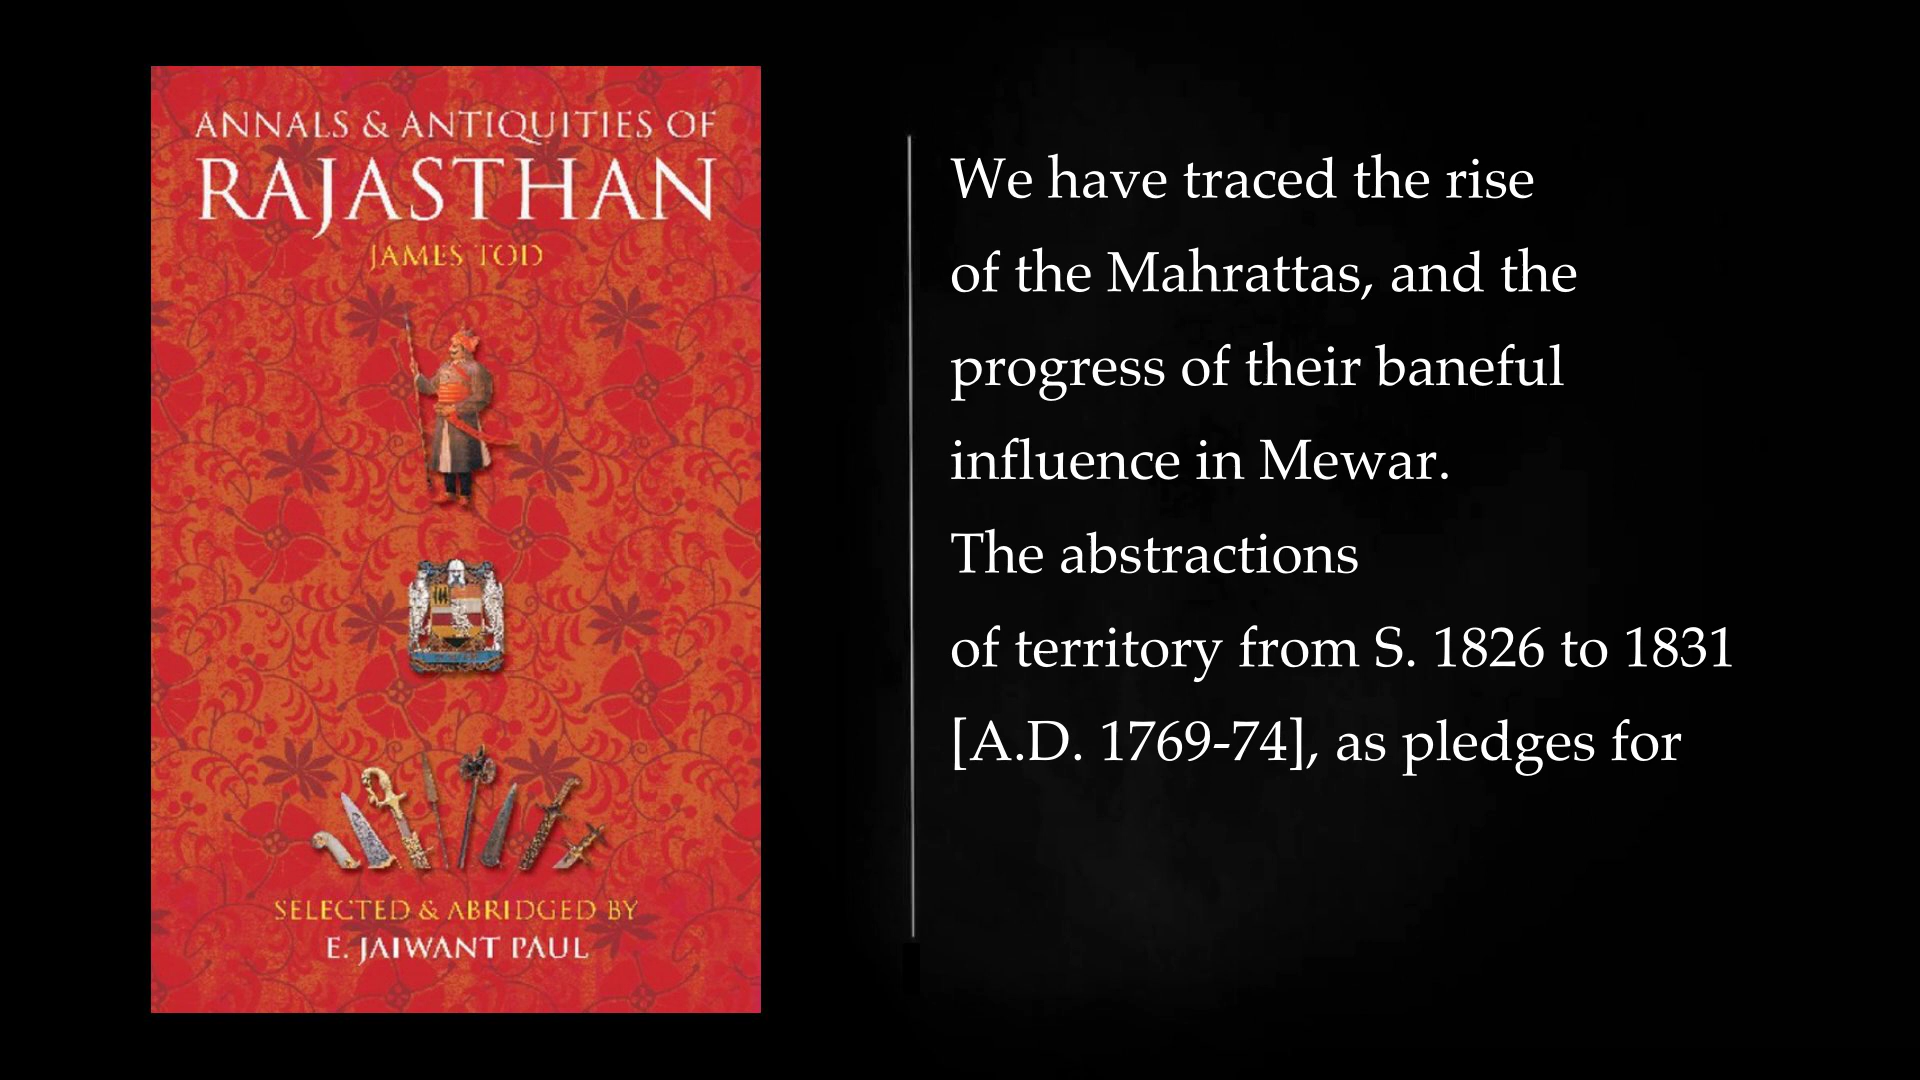 ANNALS & ANTIQUITIES OF
RAJASTHAN
JAMES TOD
SELECTED & ABRIDGED BY
E. JAIWANT PAUL
We have traced the rise
of the Mahrattas, and the
progress of their baneful
influence in Mewar.
The abstractions
of territory from S. 1826 to 1831
[A.D. 1769-74], as pledges for